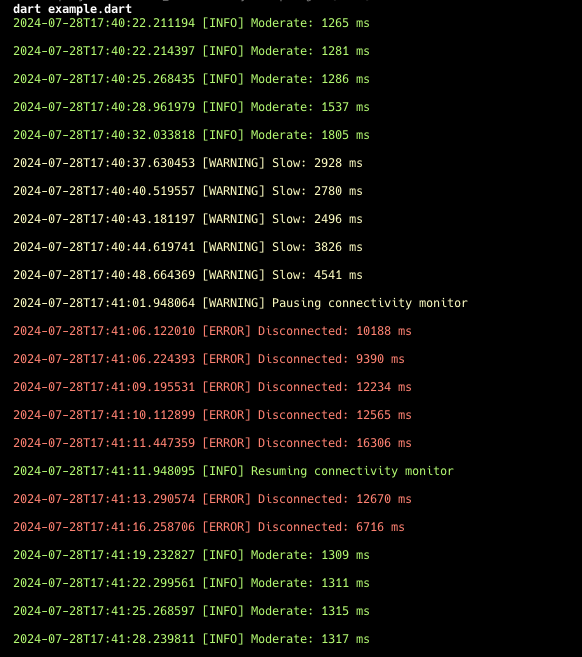 dart example.dart
2024-07-28T17:40:22.211194 [INFO] Moderate: 1265 ms
2024-07-28T17:40:22.214397 [INFO] Moderate: 1281 ms
2024-07-28T17:40:25.268435 [INFO] Moderate: 1286 ms
2024-07-28T17:40:28.961979 [INFO] Moderate: 1537 ms
2024-07-28T17:40:32.033818 [INFO] Moderate: 1805 ms
2024-07-28T17:40:37.630453 [WARNING] Slow: 2928 ms
2024-07-28T17:40:40.519557 [WARNING] Slow: 2780 ms
2024-07-28T17:40:43.181197 [WARNING] Slow: 2496 ms
2024-07-28T17:40:44.619741 [WARNING] Slow: 3826 ms
2024-07-28T17:40:48.664369 [WARNING] Slow: 4541 ms
2024-07-28T17:41:01.948064 [WARNING] Pausing connectivity monitor
2024-07-28T17:41:06.122010 [ERROR] Disconnected: 10188 ms
2024-07-28T17:41:06.224393 [ERROR] Disconnected: 9390 ms
2024-07-28T17:41:09.195531 [ERROR] Disconnected: 12234 ms
2024-07-28T17:41:10.112899 [ERROR] Disconnected: 12565 ms
2024-07-28T17:41:11.447359 [ERROR] Disconnected: 16306 ms
2024-07-28T17:41:11.948095 [INFO] Resuming connectivity monitor
2024-07-28T17:41:13.290574 [ERROR] Disconnected: 12670 ms
2024-07-28T17:41:16.258706 [ERROR] Disconnected: 6716 ms
2024-07-28T17:41:19.232827 [INFO] Moderate: 1309 ms
2024-07-28T17:41:22.299561 [INFO] Moderate: 1311 ms
2024-07-28T17:41:25.268597 [INFO] Moderate: 1315 ms
2024-07-28T17:41:28.239811 [INFO] Moderate: 1317 ms